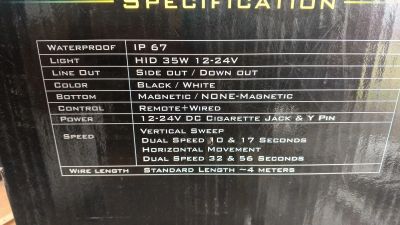 Specification
Waterproof IP 67
Light HID 35W 12-24V
Line Out Side out / Down out
Color Black / White
Bottom Magnetic / NONE-Magnetic
Control Remote+Wired
Power 12-24V DC Cigarette Jack & Y Pin
Speed Vertical Sweep
Dual Speed 10 & 17 Seconds
Horizontal Movement
Dual Speed 32 & 56 Seconds
Wire length Standard Length ~4 meters